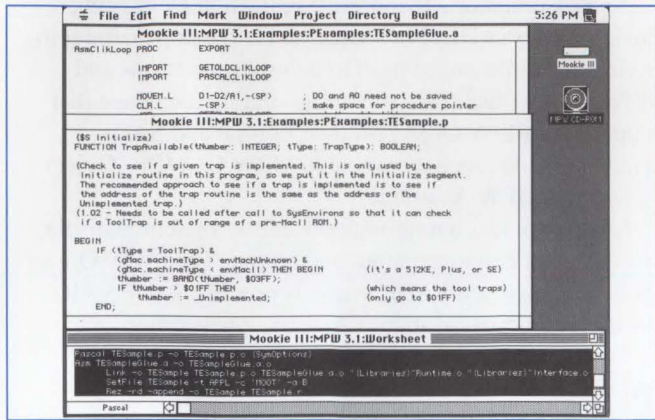 File Edit Find Mark Window Project Directory Build 5:26 PM
Mookie III:MPW 3.1:Examples:PExamples:TESampleGlue.a
AsmClikLoop PROC EXPORT
IMPORT GETOLDCLIKLOOP
IMPORT PASCALCLIKLOOP
MOVEM.L D1-D2/A1,-(SP) ; D0 and A0 need not be saved
CLR.L -(SP) ; make space for procedure pointer
Mookie III
MPW CD-ROM
Mookie III:MPW 3.1:Examples:PExamples:TESample.p
{$S Initialize}
FUNCTION TrapAvailable(tNumber: INTEGER; tType: TrapType): BOOLEAN;
{Check to see if a given trap is implemented. This is only used by the
Initialize routine in this program, so we put it in the Initialize segment.
The recommended approach to see if a trap is implemented is to see if
the address of the trap routine is the same as the address of the
Unimplemented trap.}
{1.02 - Needs to be called after call to SysEnvirons so that it can check
if a ToolTrap is out of range of a pre-MacII ROM.}
BEGIN
IF (tType = ToolTrap) &
(gMac.machineType > envMachUnknown) &
(gMac.machineType < envMacII) THEN BEGIN {it's a 512KE, Plus, or SE}
tNumber := BAND(tNumber, $03FF);
IF tNumber > $01FF THEN {which means the tool traps}
tNumber := _Unimplemented; {only go to $01FF}
END;
Mookie III:MPW 3.1:Worksheet
Pascal TESample.p -o TESample.p.o {SymOptions}
Asm TESampleGlue.a -o TESampleGlue.a.o
Link -o TESample TESample.p.o TESampleGlue.a.o "{Libraries}"Runtime.o "{Libraries}"Interface.o
SetFile TESample -t APPL -c 'MOOT' -a B
Rez -rd -append -o TESample TESample.r
Pascal